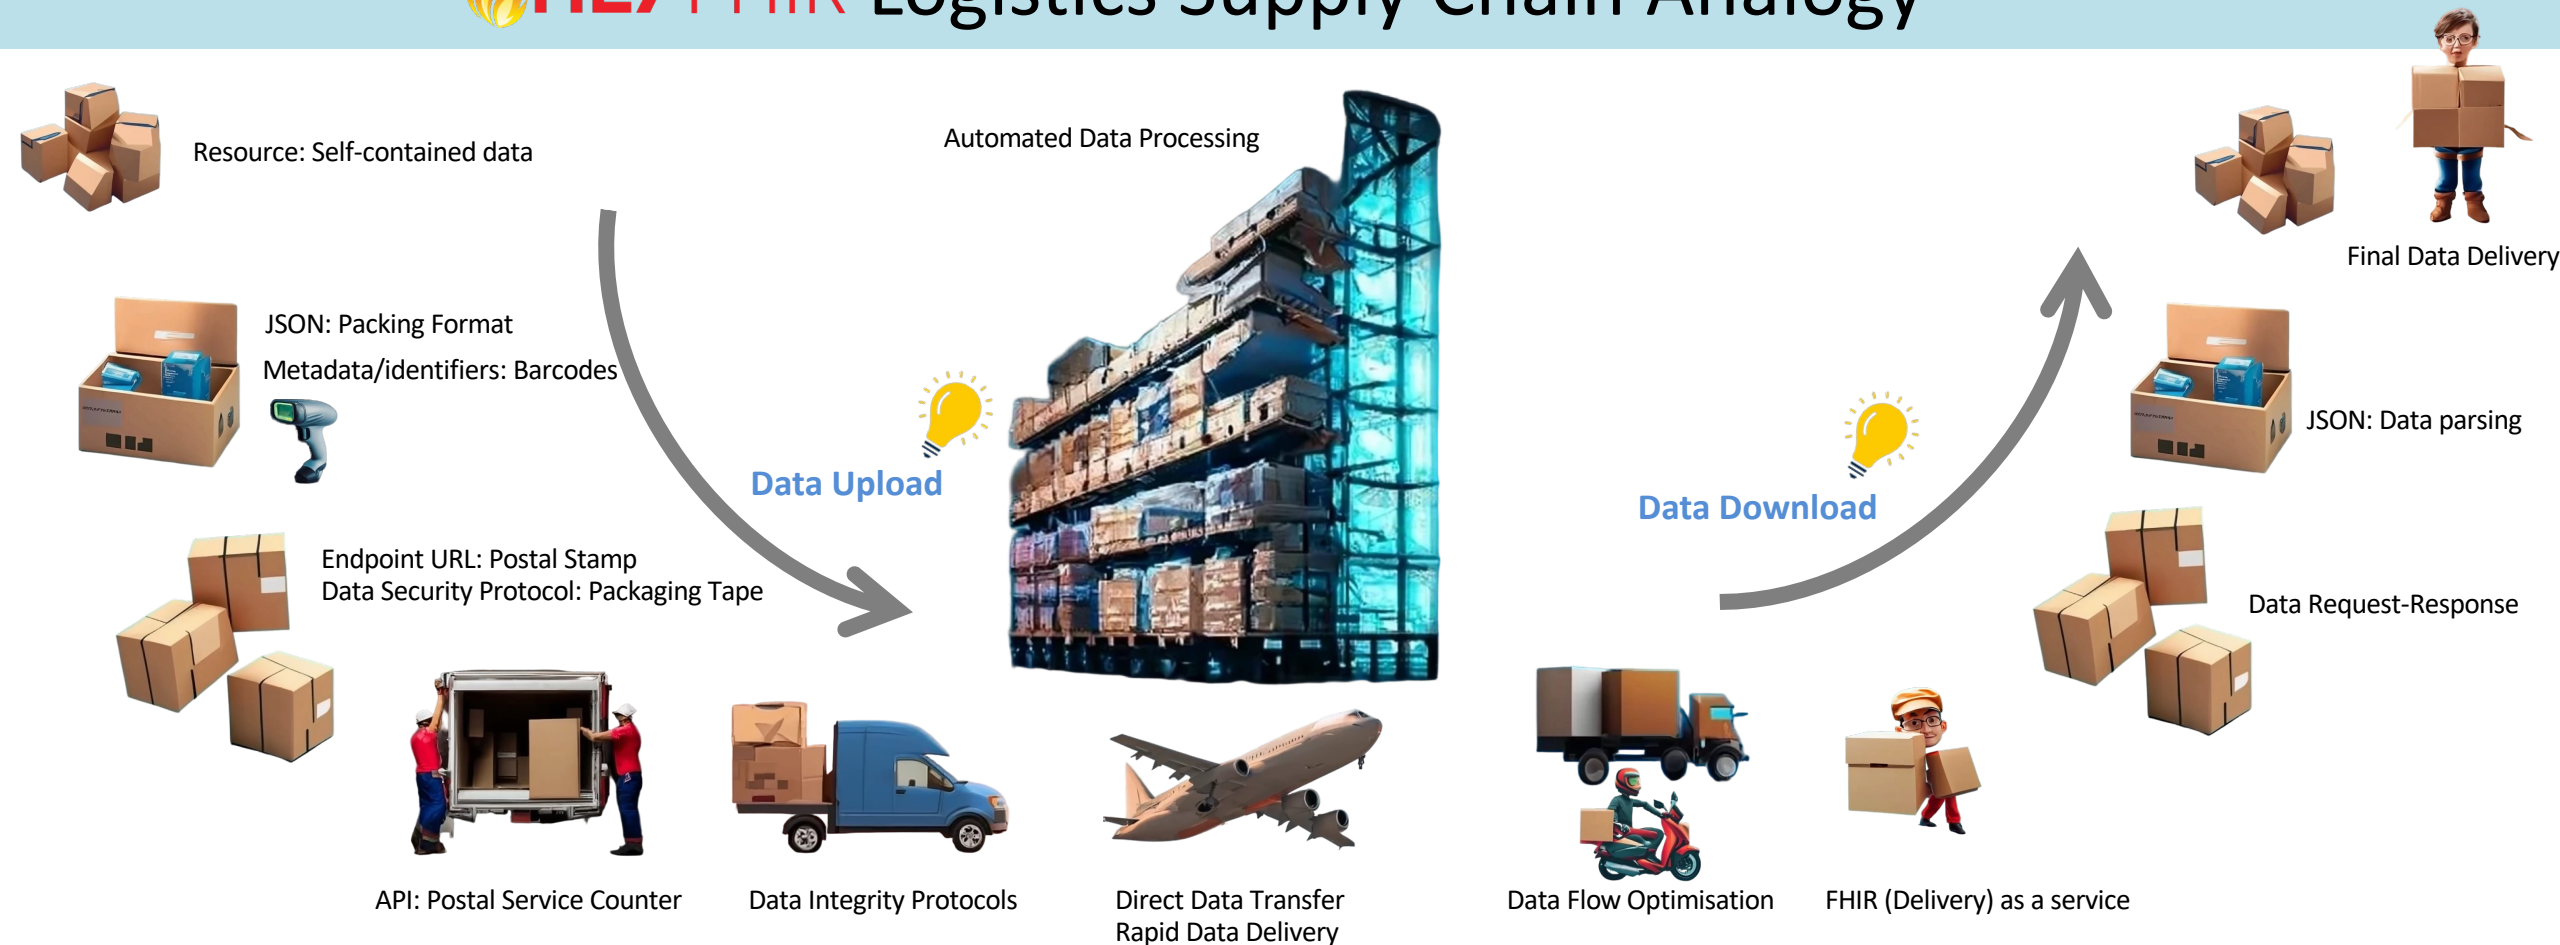 HL7 FHIR Logistics Supply Chain Analogy
Resource: Self-contained data
Automated Data Processing
Final Data Delivery
JSON: Packing Format
Metadata/identifiers: Barcodes
JSON: Data parsing
Data Upload
Data Download
Endpoint URL: Postal Stamp
Data Security Protocol: Packaging Tape
Data Request-Response
API: Postal Service Counter
Data Integrity Protocols
Direct Data Transfer
Rapid Data Delivery
Data Flow Optimisation
FHIR (Delivery) as a service